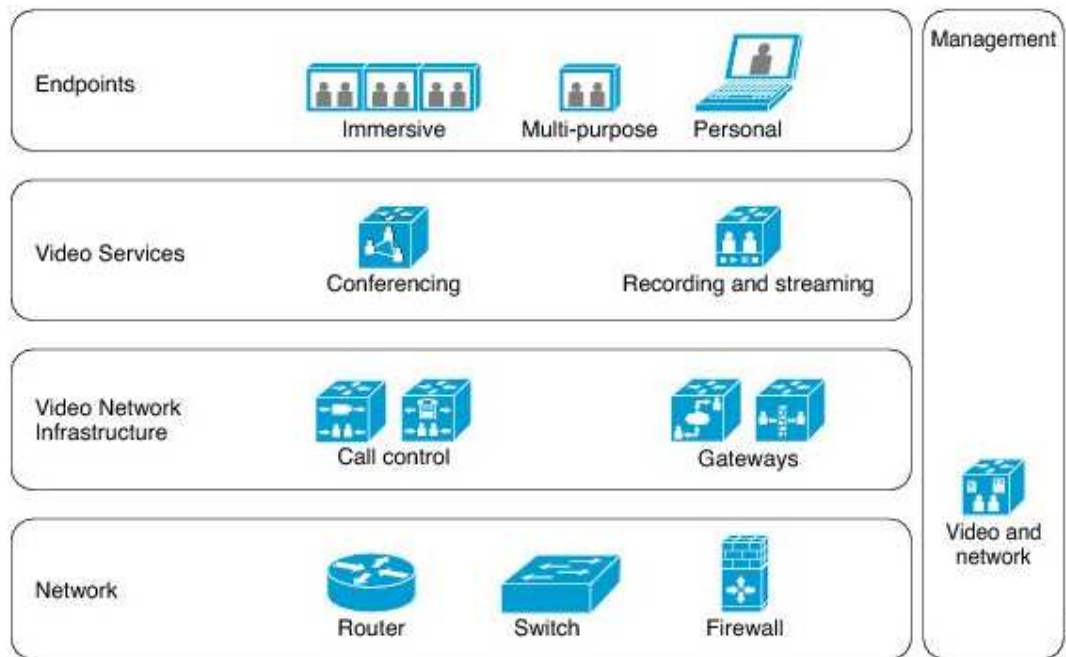 Endpoints
Immersive
Multi-purpose
Personal
Video Services
Conferencing
Recording and streaming
Video Network
Infrastructure
Call control
Gateways
Network
Router
Switch
Firewall
Management
Video and
network